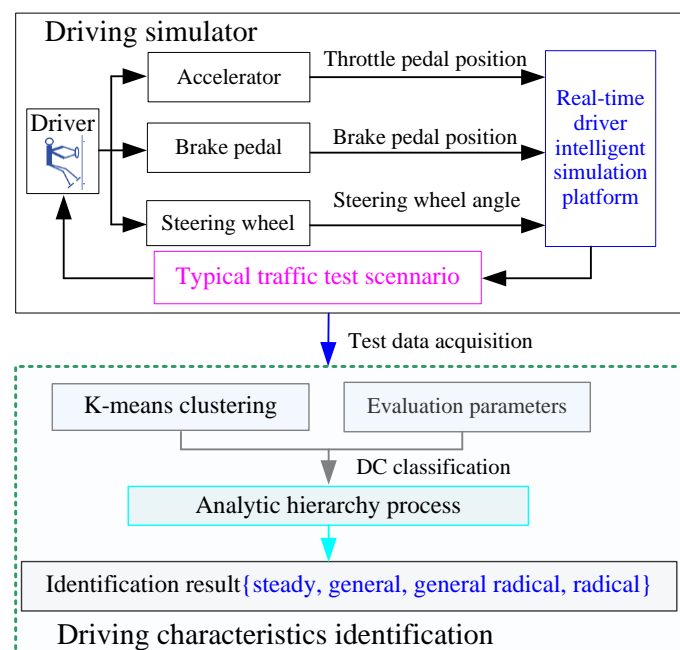 Driving simulator
Driver
Accelerator
Brake pedal
Steering wheel
Throttle pedal position
Brake pedal position
Steering wheel angle
Real-time
driver
intelligent
simulation
platform
Typical traffic test scennario
Test data acquisition
K-means clustering
Evaluation parameters
DC classification
Analytic hierarchy process
Identification result{steady, general, general radical, radical}
Driving characteristics identification